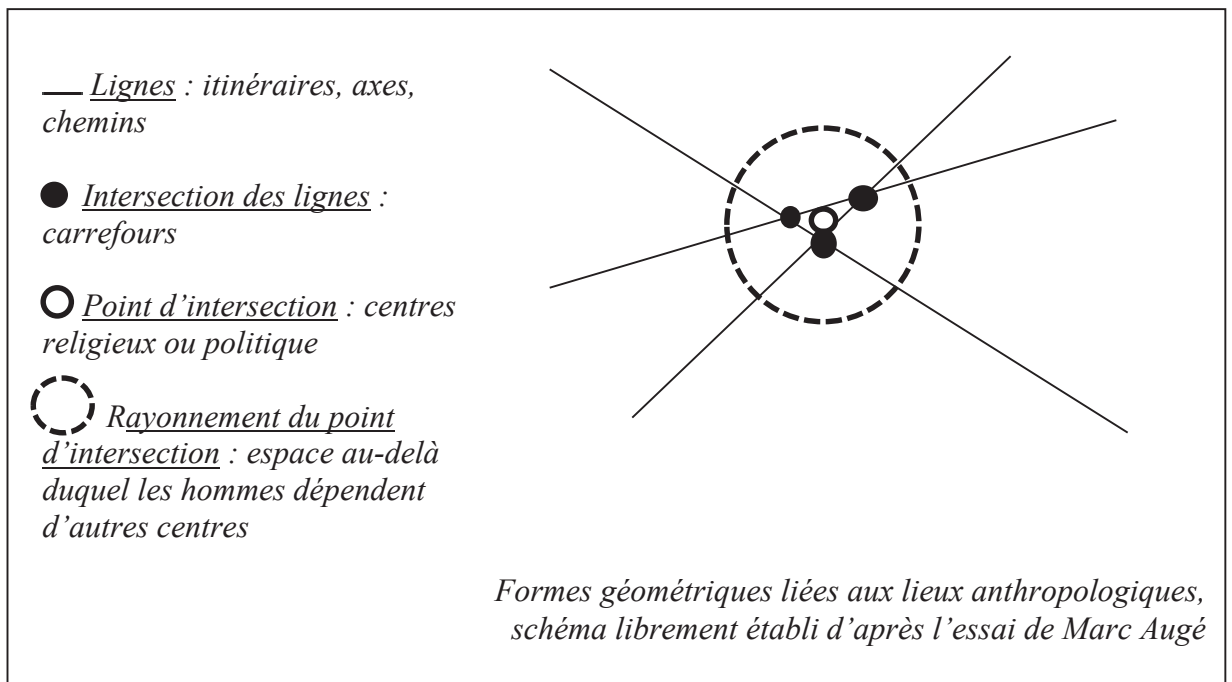 Lignes : itinéraires, axes,
chemins
Intersection des lignes :
carrefours
Point d’intersection : centres
religieux ou politique
Rayonnement du point
d’intersection : espace au-delà
duquel les hommes dépendent
d’autres centres
Formes géométriques liées aux lieux anthropologiques,
schéma librement établi d’après l’essai de Marc Augé